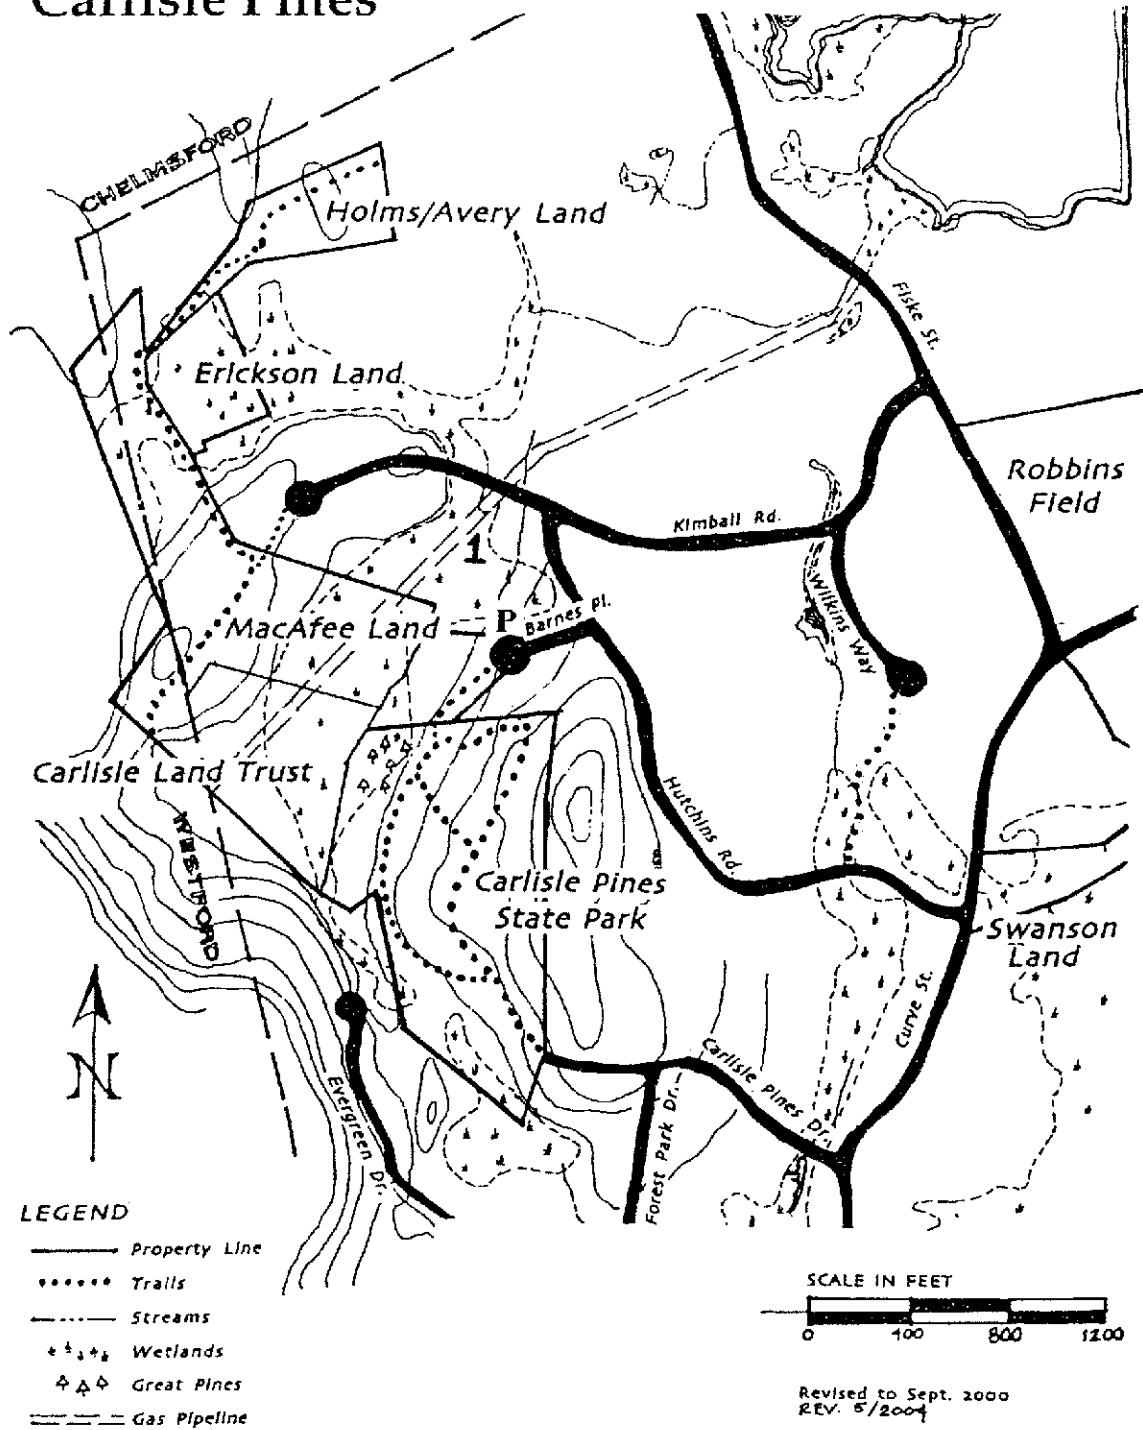 Carlisle Pines
CHELMSFORD
Holms/Avery Land
Fiske St.
Erickson Land
Robbins
Field
Kimball Rd.
1
Wilkins Way
P
Barnes Pl.
MacAfee Land
Carlisle Land Trust
WESTFORD
Hutchins Rd.
Carlisle Pines
State Park
Swanson
Land
Curve St.
N
Carlisle Pines Dr.
Evergreen Dr.
Forest Park Dr.
LEGEND
Property Line
Trails
Streams
Wetlands
Great Pines
Gas Pipeline
SCALE IN FEET
0 400 800 1200
Revised to Sept. 2000
REV. 5/2004